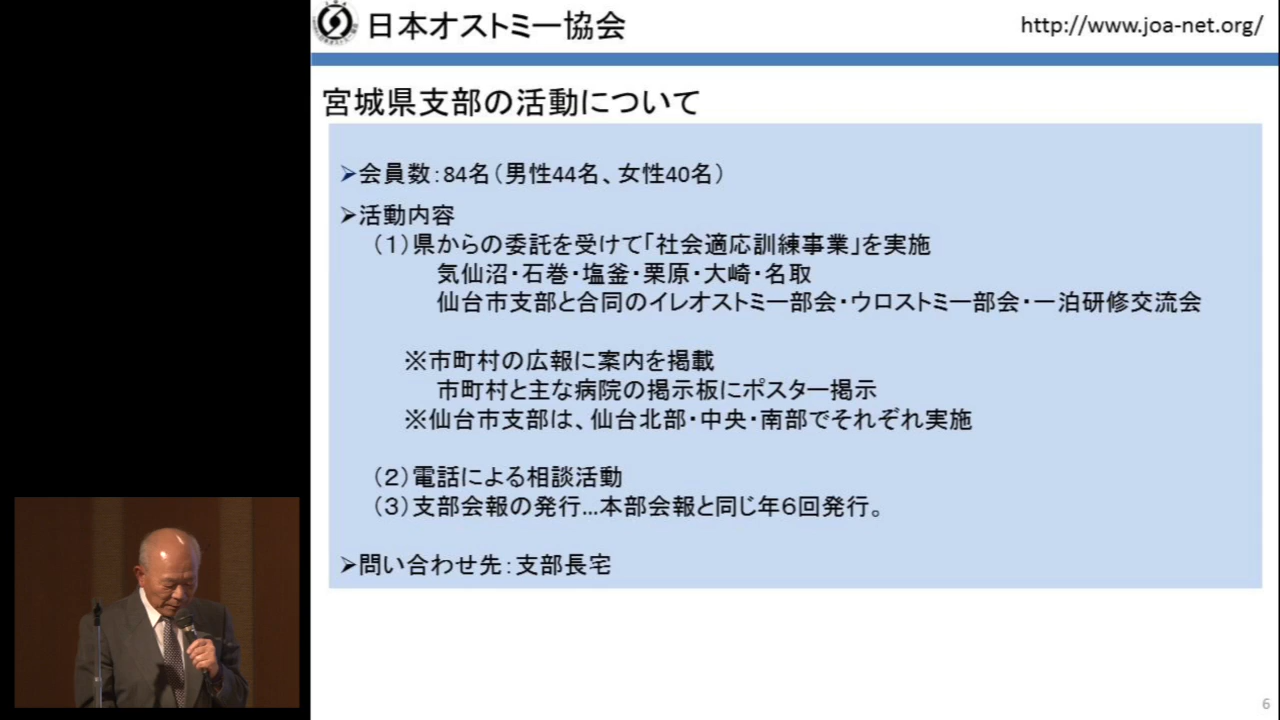 日本オストミー協会
http://www.joa-net.org/
宮城県支部の活動について
➢会員数：84名（男性44名、女性40名）
➢活動内容
（１）県からの委託を受けて「社会適応訓練事業」を実施
気仙沼・石巻・塩釜・栗原・大崎・名取
仙台市支部と合同のイレオストミー部会・ウロストミー部会・一泊研修交流会
※市町村の広報に案内を掲載
市町村と主な病院の掲示板にポスター掲示
※仙台市支部は、仙台北部・中央・南部でそれぞれ実施
（２）電話による相談活動
（３）支部会報の発行…本部会報と同じ年６回発行。
➢問い合わせ先：支部長宅
6